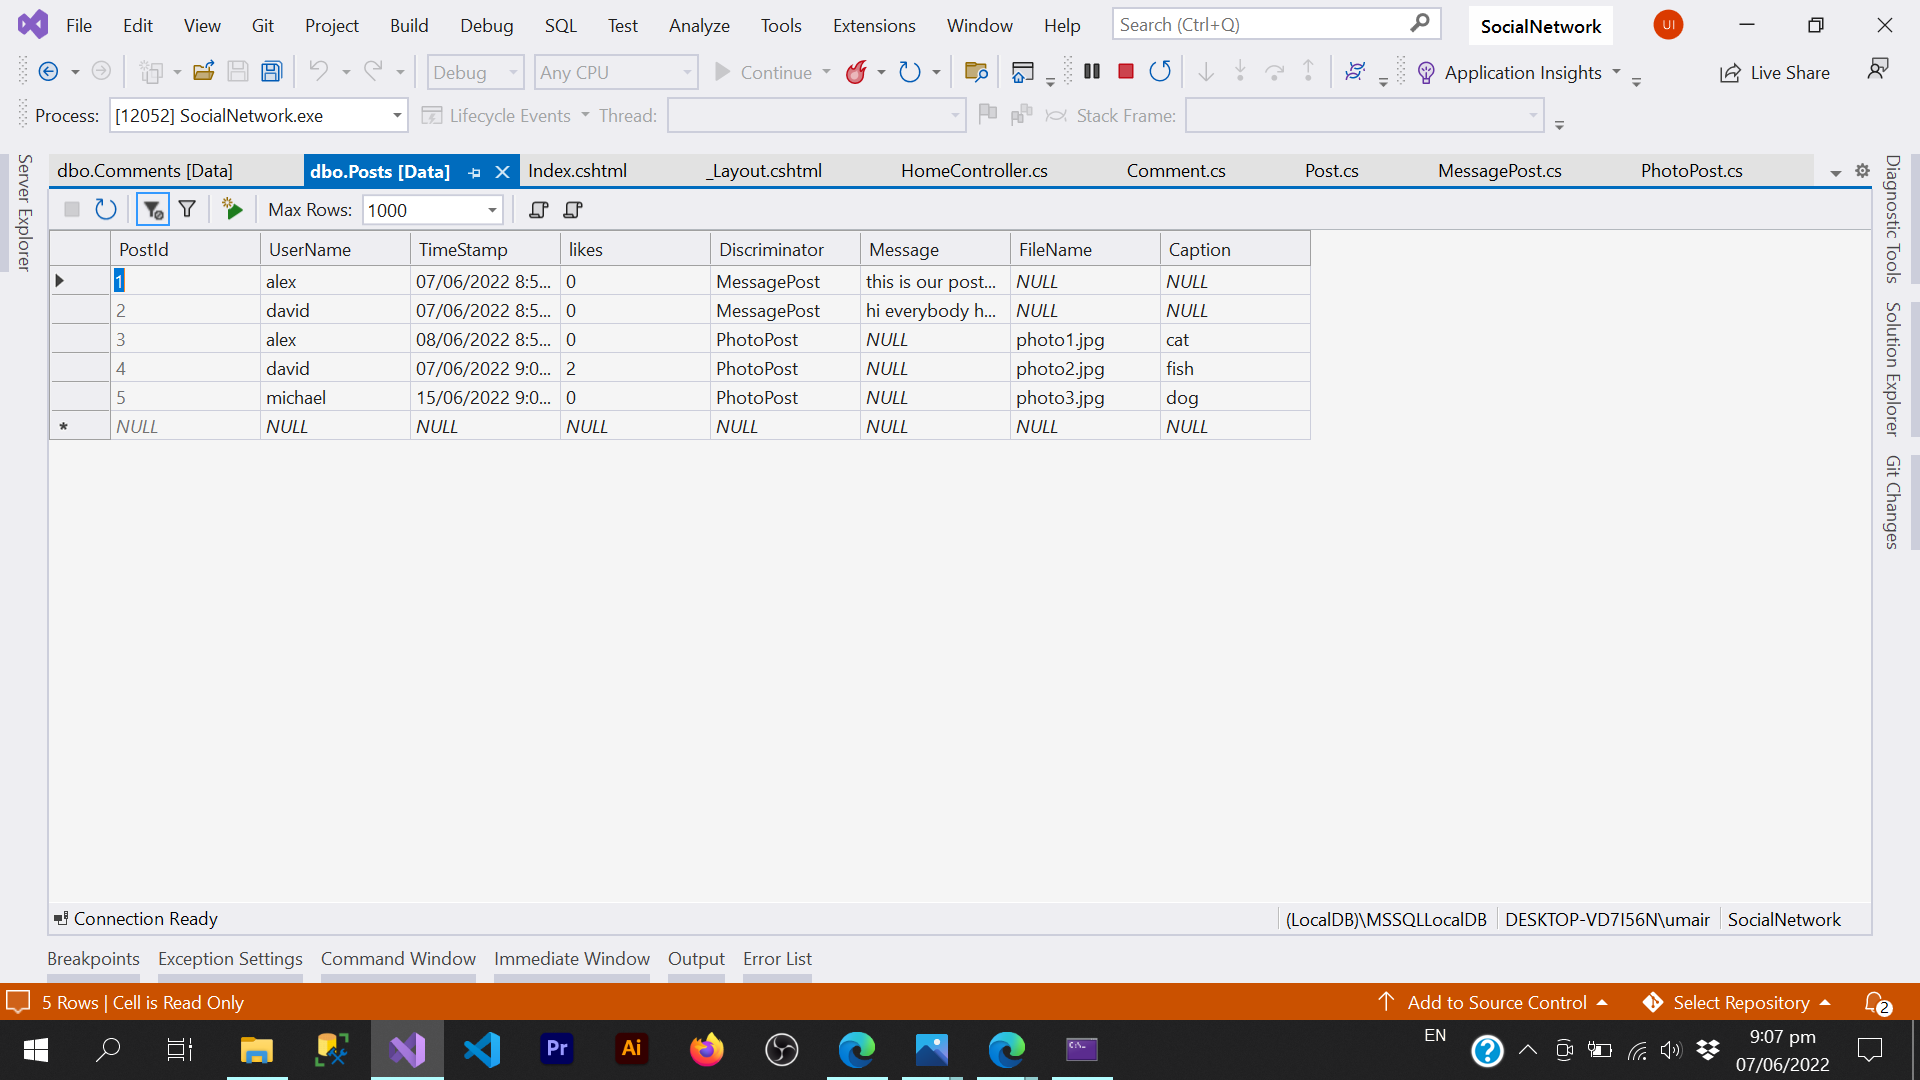 File Edit View Git Project Build Debug SQL Test Analyze Tools Extensions Window Help Search (Ctrl+Q) SocialNetwork UI
Debug Any CPU Continue Application Insights Live Share
Process: [12052] SocialNetwork.exe Lifecycle Events Thread: Stack Frame:
Server Explorer
dbo.Comments [Data] dbo.Posts [Data] Index.cshtml _Layout.cshtml HomeController.cs Comment.cs Post.cs MessagePost.cs PhotoPost.cs
Max Rows: 1000
PostId UserName TimeStamp likes Discriminator Message FileName Caption
1 alex 07/06/2022 8:5... 0 MessagePost this is our post... NULL NULL
2 david 07/06/2022 8:5... 0 MessagePost hi everybody h... NULL NULL
3 alex 08/06/2022 8:5... 0 PhotoPost NULL photo1.jpg cat
4 david 07/06/2022 9:0... 2 PhotoPost NULL photo2.jpg fish
5 michael 15/06/2022 9:0... 0 PhotoPost NULL photo3.jpg dog
* NULL NULL NULL NULL NULL NULL NULL NULL
Diagnostic Tools
Solution Explorer
Git Changes
Connection Ready (LocalDB)\MSSQLLocalDB DESKTOP-VD7I56N\umair SocialNetwork
Breakpoints Exception Settings Command Window Immediate Window Output Error List
5 Rows | Cell is Read Only Add to Source Control Select Repository 2
Pr Ai EN 9:07 pm
07/06/2022